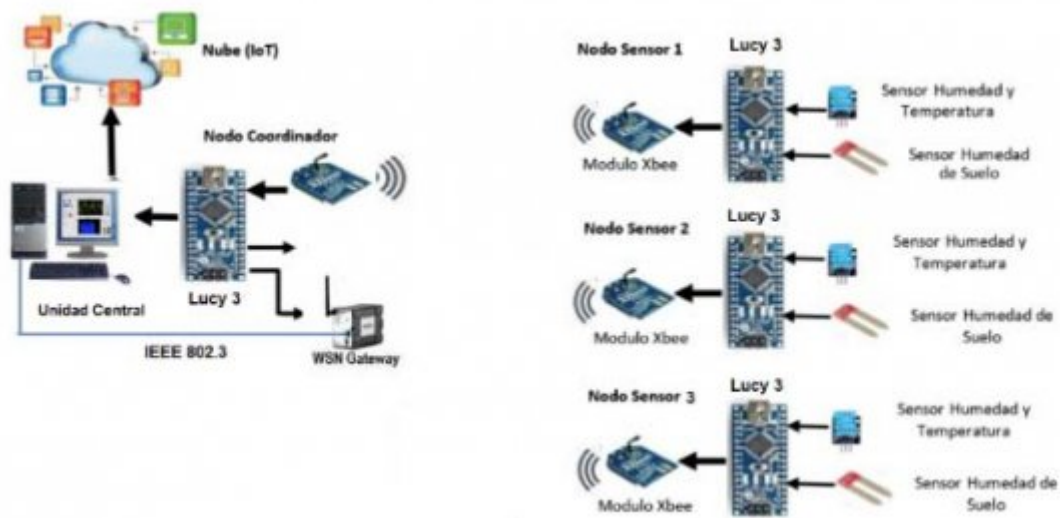 Nube (IoT)
Nodo Coordinador
Unidad Central
Lucy 3
IEEE 802.3
WSN Gateway
Nodo Sensor 1
Lucy 3
Sensor Humedad y
Temperatura
Modulo Xbee
Sensor Humedad
de Suelo
Nodo Sensor 2
Lucy 3
Sensor Humedad y
Temperatura
Modulo Xbee
Sensor Humedad de
Suelo
Nodo Sensor 3
Lucy 3
Sensor Humedad y
Temperatura
Modulo Xbee
Sensor Humedad de
Suelo